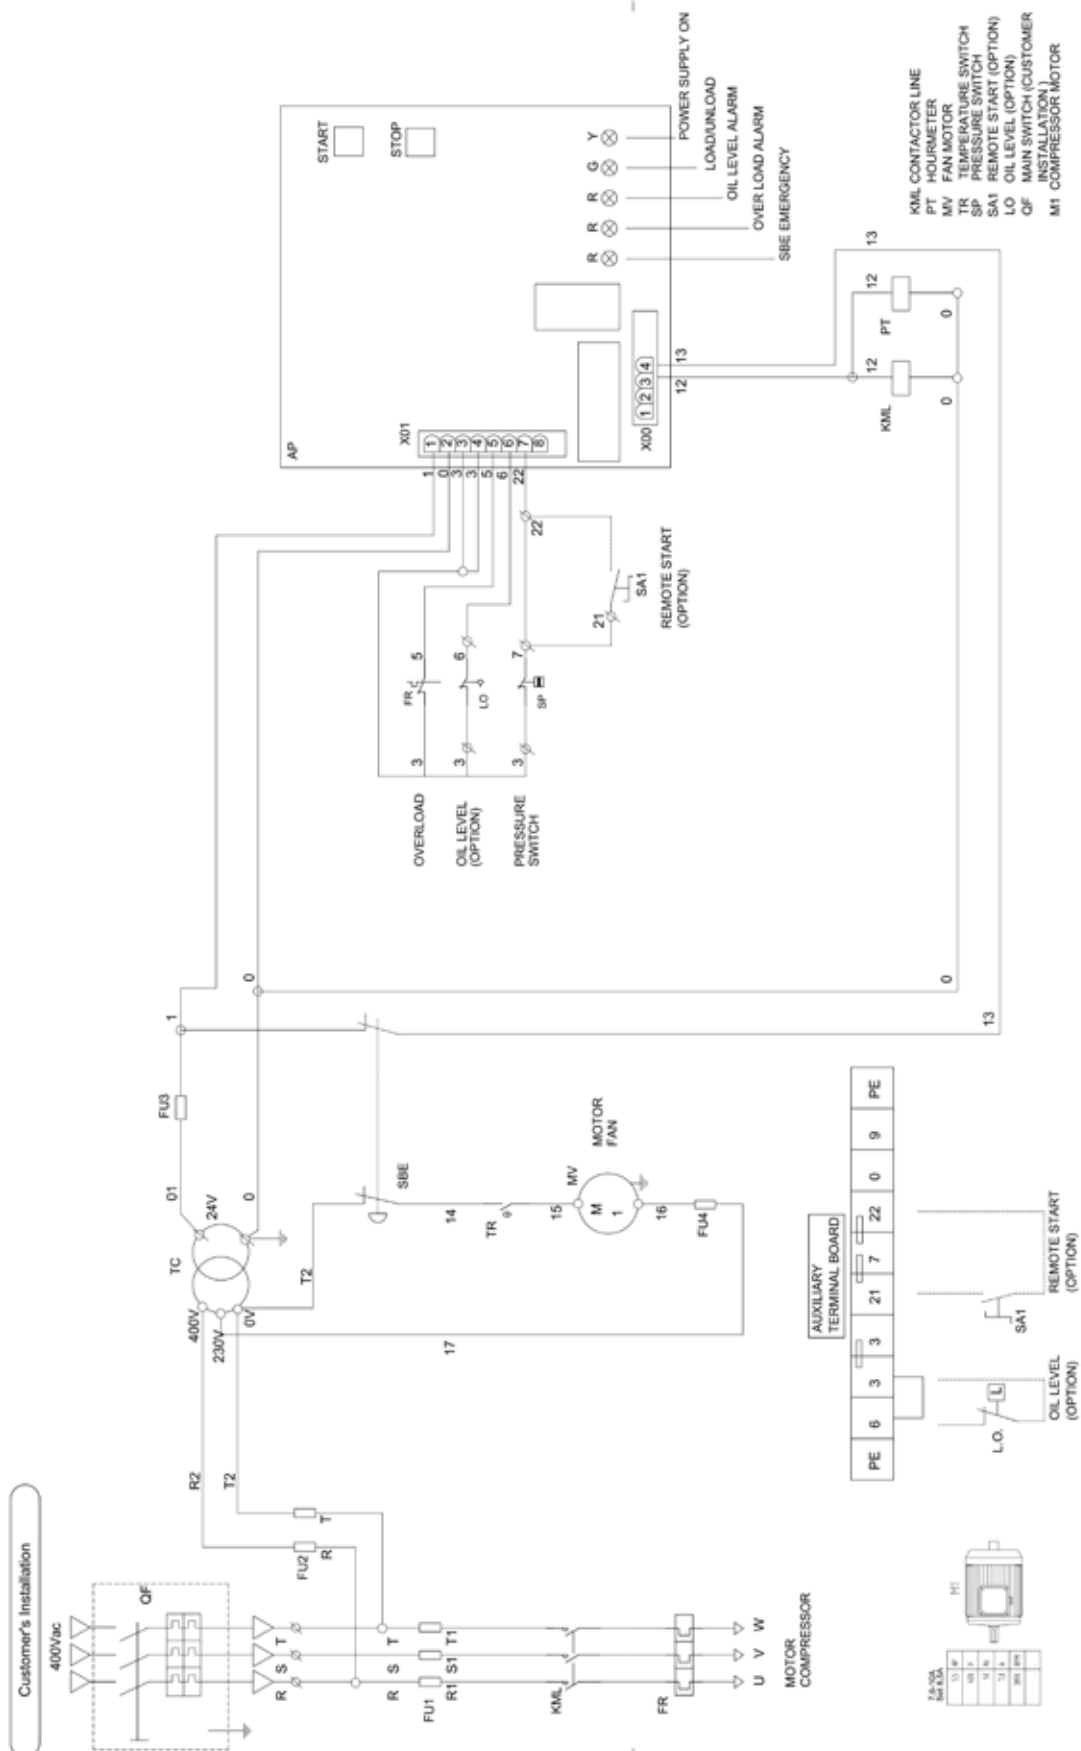 Customer's Installation
400Vac
QF
R
S
T
R
S
T
FU1
R1
S1
T1
KML
FR
U
V
W
MOTOR
COMPRESSOR
FU2
R
T
R2
T2
400V
230V
0V
TC
24V
01
0
FU3
1
0
T2
SBE
14
TR
15
MV
M
1
MOTOR
FAN
16
FU4
17
13
0
OVERLOAD
OIL LEVEL
(OPTION)
PRESSURE
SWITCH
3
3
3
FR
LO
SP
5
6
7
21
SA1
22
REMOTE START
(OPTION)
AP
X01
1
2
3
4
5
6
7
8
1
0
3
3
5
6
22
X00
1 2 3 4
12
13
START
STOP
R
R
R
G
Y
POWER SUPPLY ON
LOAD/UNLOAD
OIL LEVEL ALARM
OVER LOAD ALARM
SBE EMERGENCY
13
12
12
KML
PT
0
0
KML CONTACTOR LINE
PT HOURMETER
MV FAN MOTOR
TR TEMPERATURE SWITCH
SP PRESSURE SWITCH
SA1 REMOTE START (OPTION)
LO OIL LEVEL (OPTION)
QF MAIN SWITCH (CUSTOMER
INSTALLATION )
M1 COMPRESSOR MOTOR
AUXILIARY
TERMINAL BOARD
PE 6 3 3 21 7 22 0 9 PE
L.O.
L
OIL LEVEL
(OPTION)
SA1
REMOTE START
(OPTION)
M1